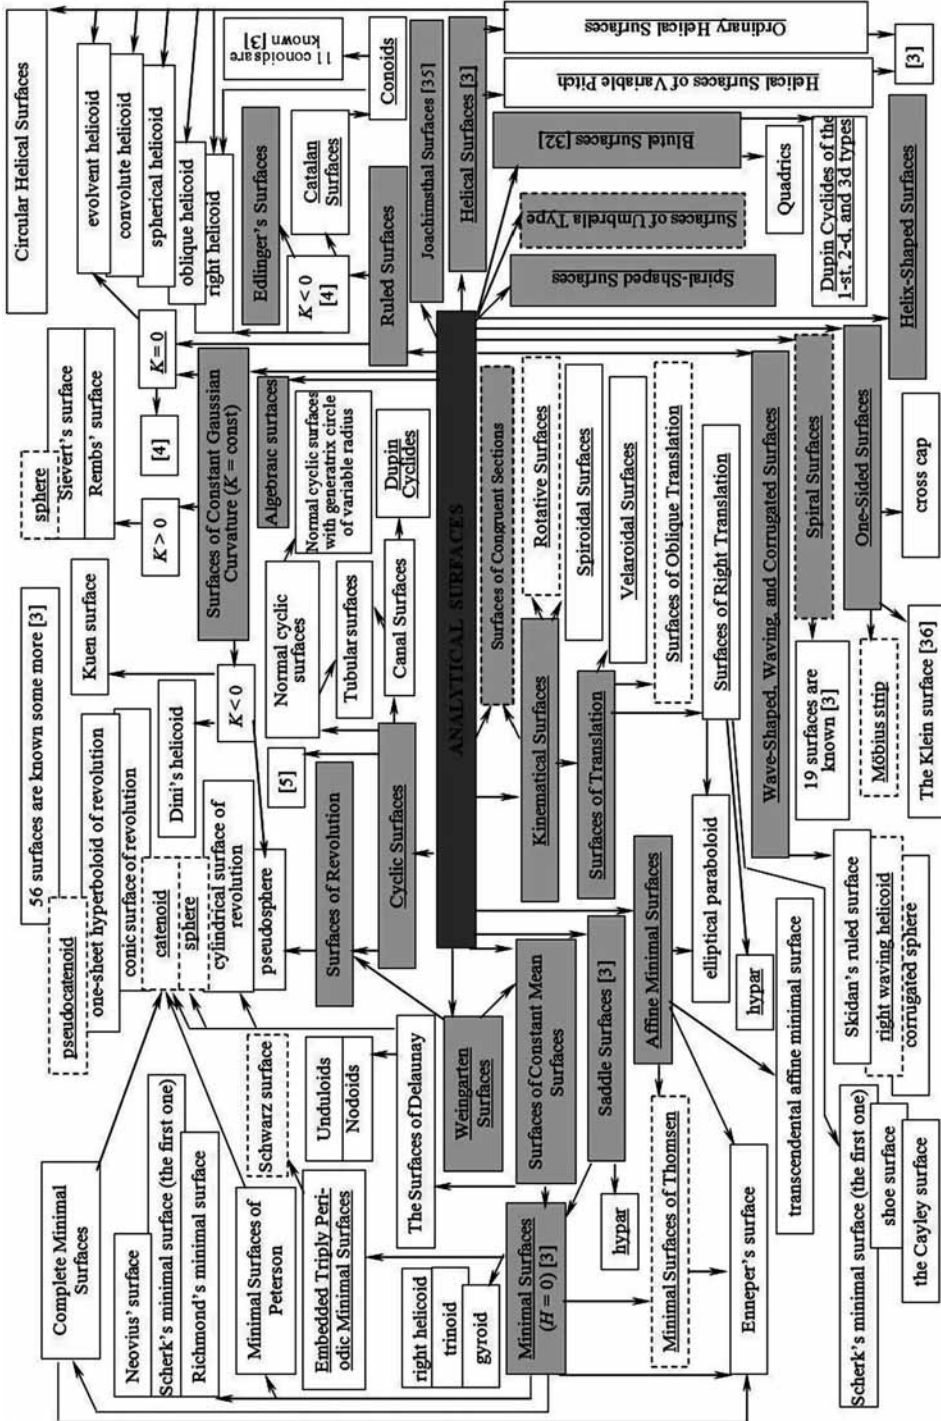 Complete Minimal
Surfaces
Neovius' surface
Scherk's minimal surface (the first one)
Richmond's minimal surface
Minimal Surfaces of
Peterson
Embedded Triply Peri-
odic Minimal Surfaces
right helicoid
trinoid
gyroid
Minimal Surfaces
(H = 0) [3]
Minimal Surfaces of Thomsen
Enneper's surface
hypar
56 surfaces are known some more [3]
pseudocatenoid
one-sheet hyperboloid of revolution
conic surface of revolution
catenoid
sphere
cylindrical surface of
revolution
pseudosphere
Schwarz surface
Unduloids
Nodoids
The Surfaces of Delaunay
Weingarten
Surfaces
Surfaces of Constant Mean
Surfaces
Saddle Surfaces [3]
Affine Minimal Surfaces
transcendental affine minimal surface
Scherk's minimal surface (the first one)
shoe surface
the Cayley surface
Kuen surface
Dini's helicoid
K < 0
[5]
Surfaces of Revolution
Cyclic Surfaces
Normal cyclic
surfaces
Tubular surfaces
Canal Surfaces
Normal cyclic surfaces
with generatrix circle
of variable radius
Dupin
Cyclides
ANALYTICAL SURFACES
Surfaces of Congruent Sections
Kinematical Surfaces
Rotative Surfaces
Spiroidal Surfaces
Surfaces of Translation
Velaroidal Surfaces
Surfaces of Oblique Translation
Surfaces of Right Translation
elliptical paraboloid
hypar
Wave-Shaped, Waving, and Corrugated Surfaces
Skidan's ruled surface
right waving helicoid
corrugated sphere
19 surfaces are
known [3]
Spiral Surfaces
One-Sided Surfaces
Möbius strip
The Klein surface [36]
cross cap
sphere
Sievert's surface
Rembs' surface
K > 0
[4]
K = 0
Surfaces of Constant Gaussian
Curvature (K = const)
Algebraic surfaces
Circular Helical Surfaces
evolvent helicoid
convolute helicoid
spherical helicoid
oblique helicoid
right helicoid
Edlinger's Surfaces
K < 0
[4]
Ruled Surfaces
Catalan
Surfaces
Conoids
11 conoids are
known [3]
Joachimsthal Surfaces [35]
Helical Surfaces [3]
Ordinary Helical Surfaces
Helical Surfaces of Variable Pitch
[3]
Blutel Surfaces [32]
Surfaces of Umbrella Type
Spiral-Shaped Surfaces
Quadrics
Dupin Cyclides of the
1-st, 2-d, and 3d types
Helix-Shaped Surfaces